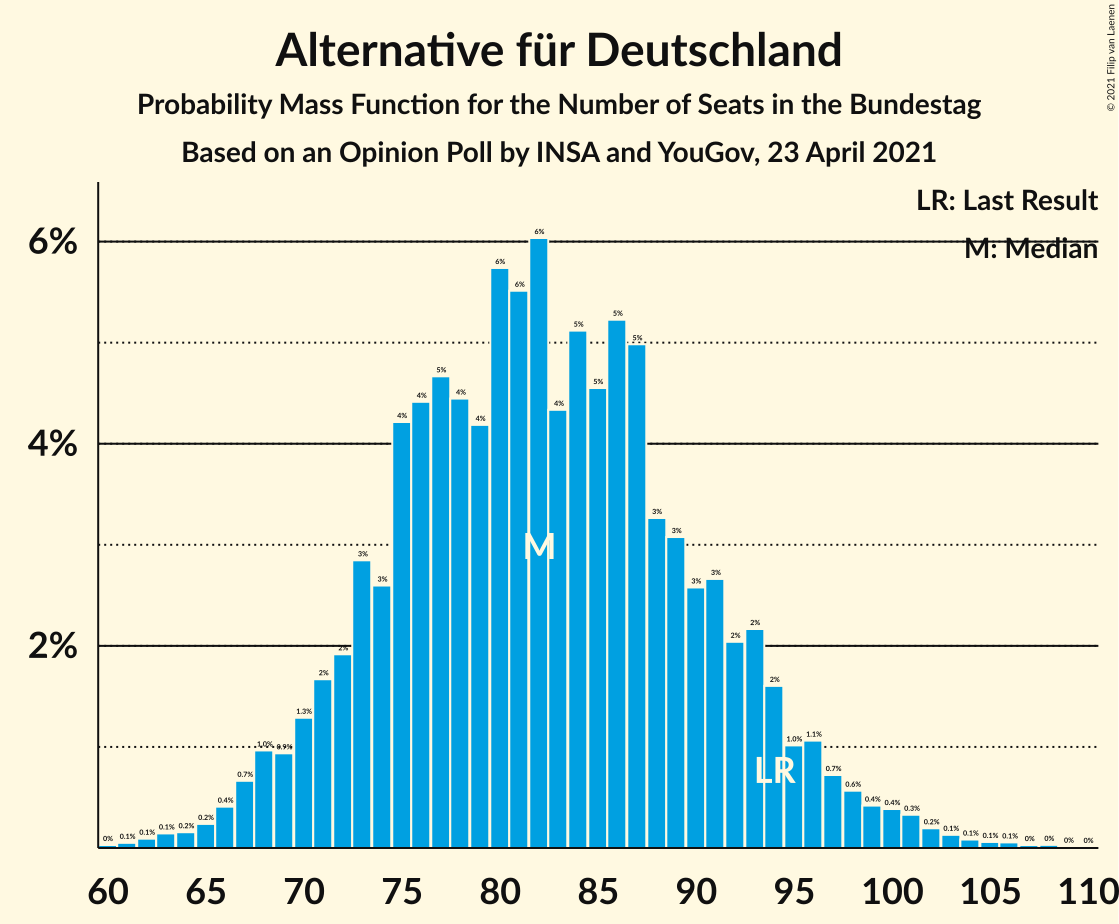 Alternative für Deutschland
Probability Mass Function for the Number of Seats in the Bundestag
Based on an Opinion Poll by INSA and YouGov, 23 April 2021
© 2021 Filip van Laenen
LR: Last Result
M: Median
6%
4%
2%
0% 0.1% 0.1% 0.1% 0.2% 0.2% 0.4% 0.7% 1.0% 0.9% 1.3% 2% 2% 3% 3% 4% 4% 5% 4% 4% 6% 6% 6% 4% 5% 5% 5% 5% 3% 3% 3% 3% 2% 2% 2% 1.0% 1.1% 0.7% 0.6% 0.4% 0.4% 0.3% 0.2% 0.1% 0.1% 0.1% 0.1% 0% 0% 0% 0%
M
LR
60 65 70 75 80 85 90 95 100 105 110